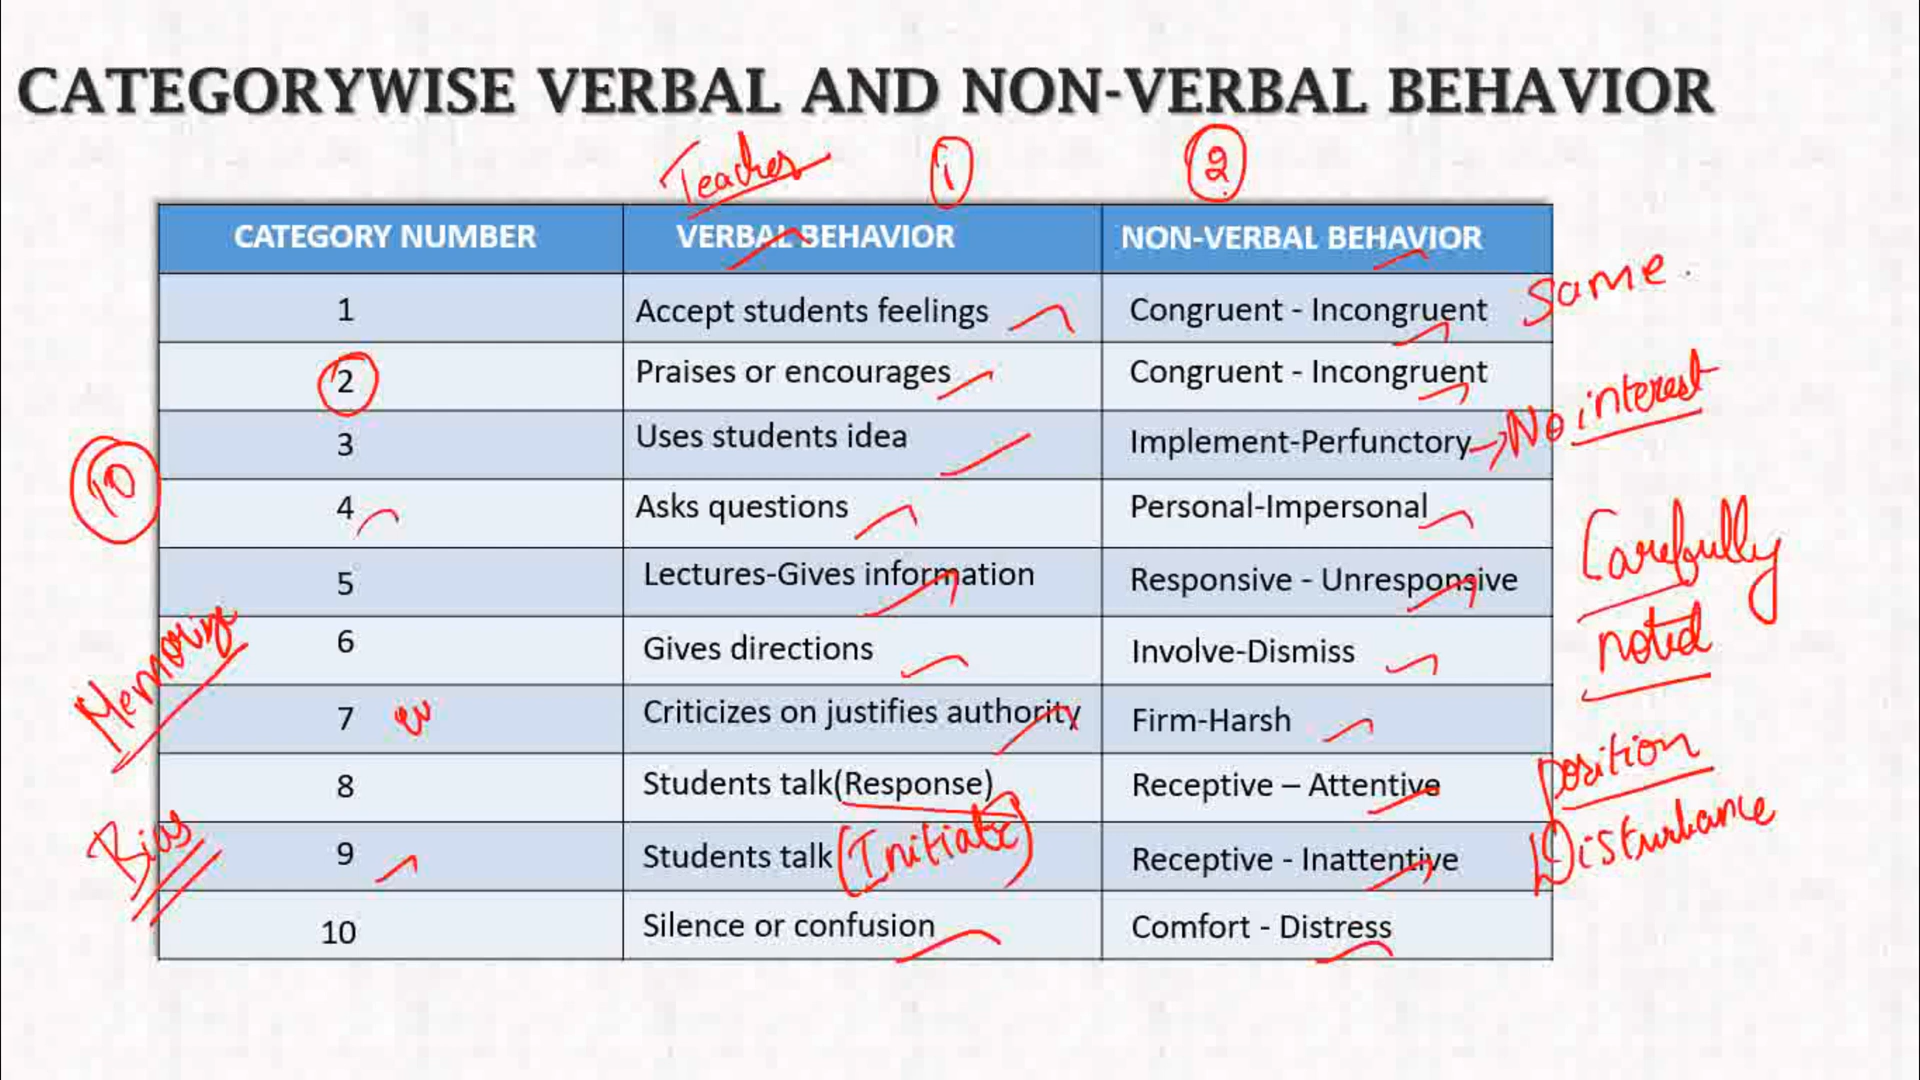 CATEGORYWISE VERBAL AND NON-VERBAL BEHAVIOR
Teacher 1 2
CATEGORY NUMBER VERBAL BEHAVIOR NON-VERBAL BEHAVIOR
1 Accept students feelings Congruent - Incongruent Same
2 Praises or encourages Congruent - Incongruent
3 Uses students idea Implement-Perfunctory No interest
10
4 Asks questions Personal-Impersonal
Carefully
5 Lectures-Gives information Responsive - Unresponsive
noted
6 Gives directions Involve-Dismiss
Memorize
7 Criticizes on justifies authority Firm-Harsh
position
8 Students talk(Response) Receptive – Attentive
Disturbance
Bias
9 Students talk (Initiate) Receptive - Inattentive
10 Silence or confusion Comfort - Distress